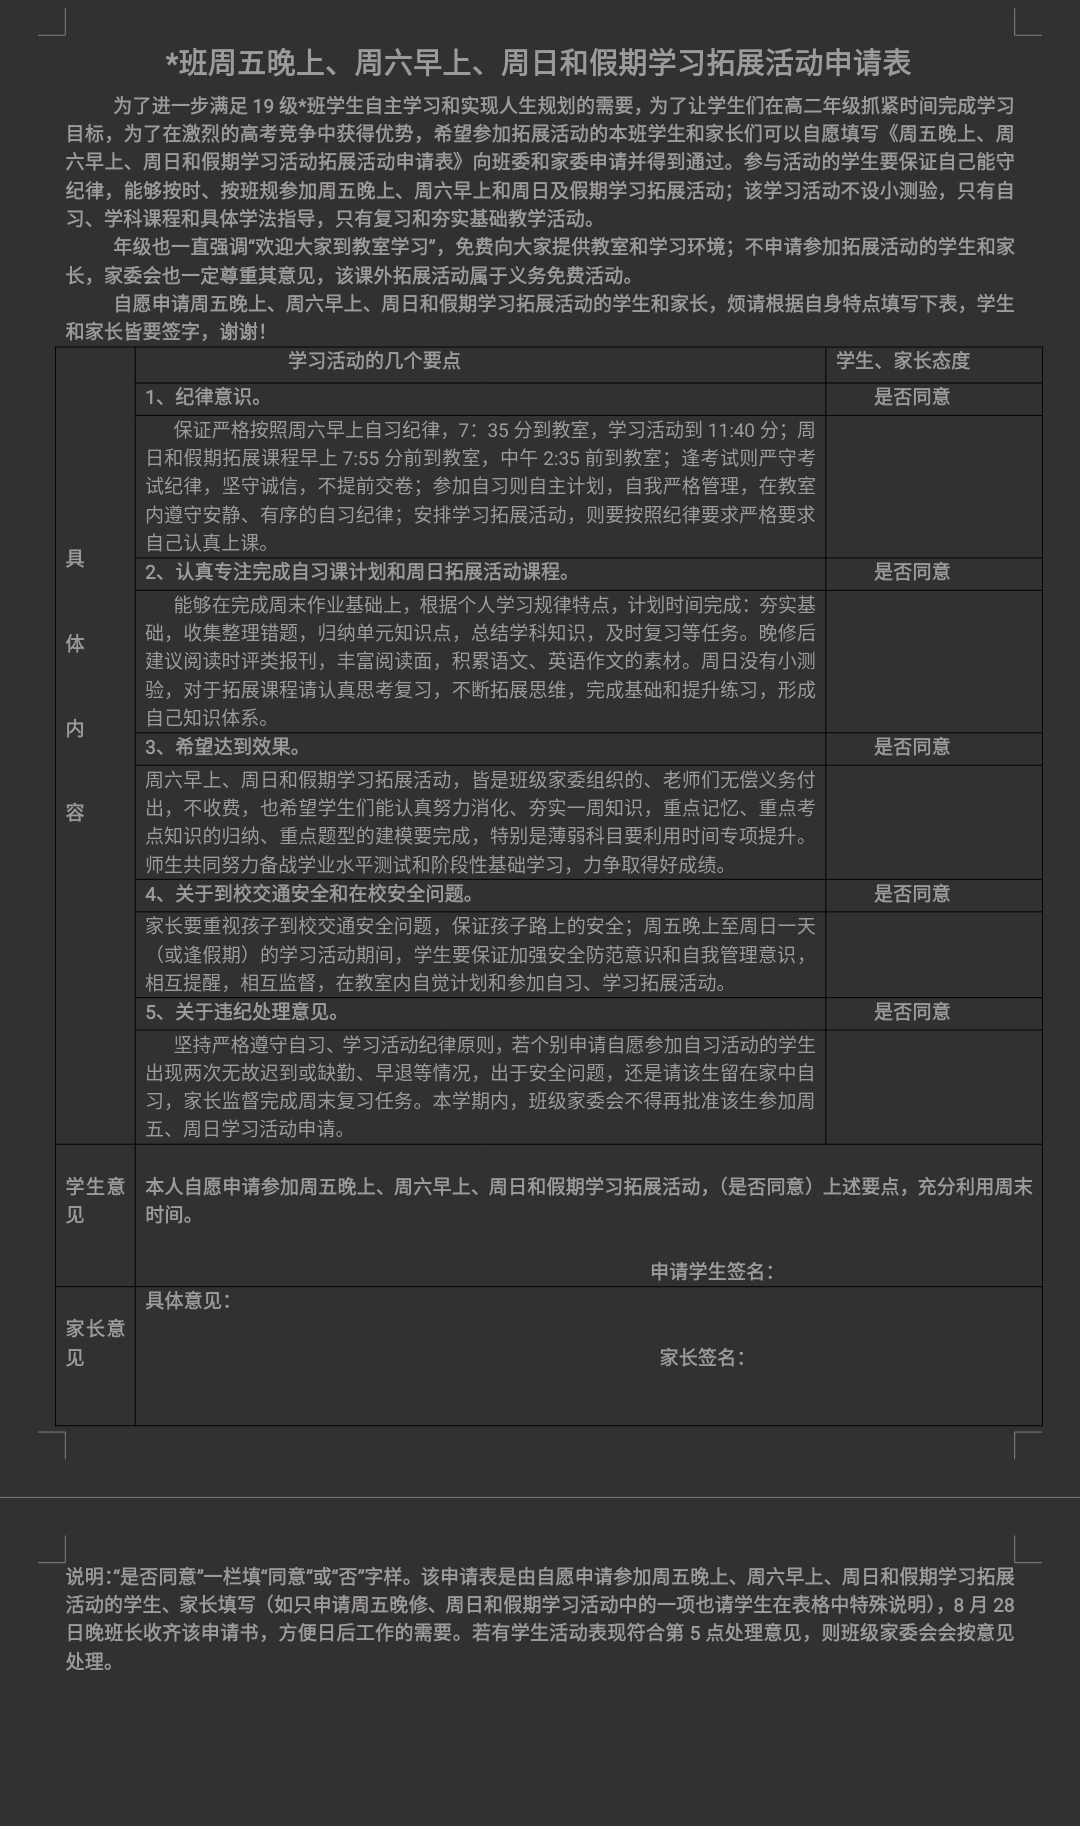 *班周五晚上、周六早上、周日和假期学习拓展活动申请表
为了进一步满足 19 级*班学生自主学习和实现人生规划的需要，为了让学生们在高二年级抓紧时间完成学习
目标，为了在激烈的高考竞争中获得优势，希望参加拓展活动的本班学生和家长们可以自愿填写《周五晚上、周
六早上、周日和假期学习活动拓展活动申请表》向班委和家委申请并得到通过。参与活动的学生要保证自己能守
纪律，能够按时、按班规参加周五晚上、周六早上和周日及假期学习拓展活动；该学习活动不设小测验，只有自
习、学科课程和具体学法指导，只有复习和夯实基础教学活动。
年级也一直强调“欢迎大家到教室学习”，免费向大家提供教室和学习环境；不申请参加拓展活动的学生和家
长，家委会也一定尊重其意见，该课外拓展活动属于义务免费活动。
自愿申请周五晚上、周六早上、周日和假期学习拓展活动的学生和家长，烦请根据自身特点填写下表，学生
和家长皆要签字，谢谢！
学习活动的几个要点
学生、家长态度
具
体
内
容
1、纪律意识。
是否同意
保证严格按照周六早上自习纪律，7：35 分到教室，学习活动到 11:40 分；周
日和假期拓展课程早上 7:55 分前到教室，中午 2:35 前到教室；逢考试则严守考
试纪律，坚守诚信，不提前交卷；参加自习则自主计划，自我严格管理，在教室
内遵守安静、有序的自习纪律；安排学习拓展活动，则要按照纪律要求严格要求
自己认真上课。
2、认真专注完成自习课计划和周日拓展活动课程。
是否同意
能够在完成周末作业基础上，根据个人学习规律特点，计划时间完成：夯实基
础，收集整理错题，归纳单元知识点，总结学科知识，及时复习等任务。晚修后
建议阅读时评类报刊，丰富阅读面，积累语文、英语作文的素材。周日没有小测
验，对于拓展课程请认真思考复习，不断拓展思维，完成基础和提升练习，形成
自己知识体系。
3、希望达到效果。
是否同意
周六早上、周日和假期学习拓展活动，皆是班级家委组织的、老师们无偿义务付
出，不收费，也希望学生们能认真努力消化、夯实一周知识，重点记忆、重点考
点知识的归纳、重点题型的建模要完成，特别是薄弱科目要利用时间专项提升。
师生共同努力备战学业水平测试和阶段性基础学习，力争取得好成绩。
4、关于到校交通安全和在校安全问题。
是否同意
家长要重视孩子到校交通安全问题，保证孩子路上的安全；周五晚上至周日一天
（或逢假期）的学习活动期间，学生要保证加强安全防范意识和自我管理意识，
相互提醒，相互监督，在教室内自觉计划和参加自习、学习拓展活动。
5、关于违纪处理意见。
是否同意
坚持严格遵守自习、学习活动纪律原则，若个别申请自愿参加自习活动的学生
出现两次无故迟到或缺勤、早退等情况，出于安全问题，还是请该生留在家中自
习，家长监督完成周末复习任务。本学期内，班级家委会不得再批准该生参加周
五、周日学习活动申请。
学生意
见
本人自愿申请参加周五晚上、周六早上、周日和假期学习拓展活动，（是否同意）上述要点，充分利用周末
时间。
申请学生签名：
家长意
见
具体意见：
家长签名：
说明：“是否同意”一栏填“同意”或“否”字样。该申请表是由自愿申请参加周五晚上、周六早上、周日和假期学习拓展
活动的学生、家长填写（如只申请周五晚修、周日和假期学习活动中的一项也请学生在表格中特殊说明），8 月 28
日晚班长收齐该申请书，方便日后工作的需要。若有学生活动表现符合第 5 点处理意见，则班级家委会会按意见
处理。